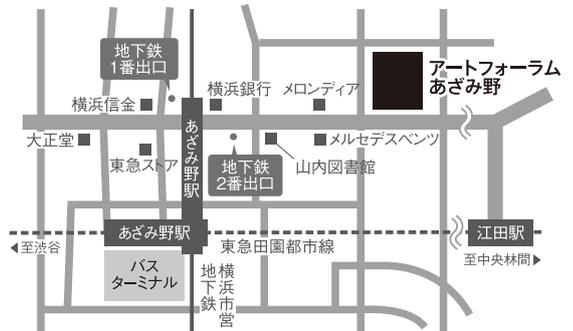 地下鉄
1番出口
アートフォーラム
あざみ野
横浜銀行
メロンディア
横浜信金
大正堂
東急ストア
あざみ野駅
地下鉄
2番出口
山内図書館
メルセデスベンツ
あざみ野駅
東急田園都市線
江田駅
至渋谷
至中央林間
バス
ターミナル
横浜市営
地下鉄